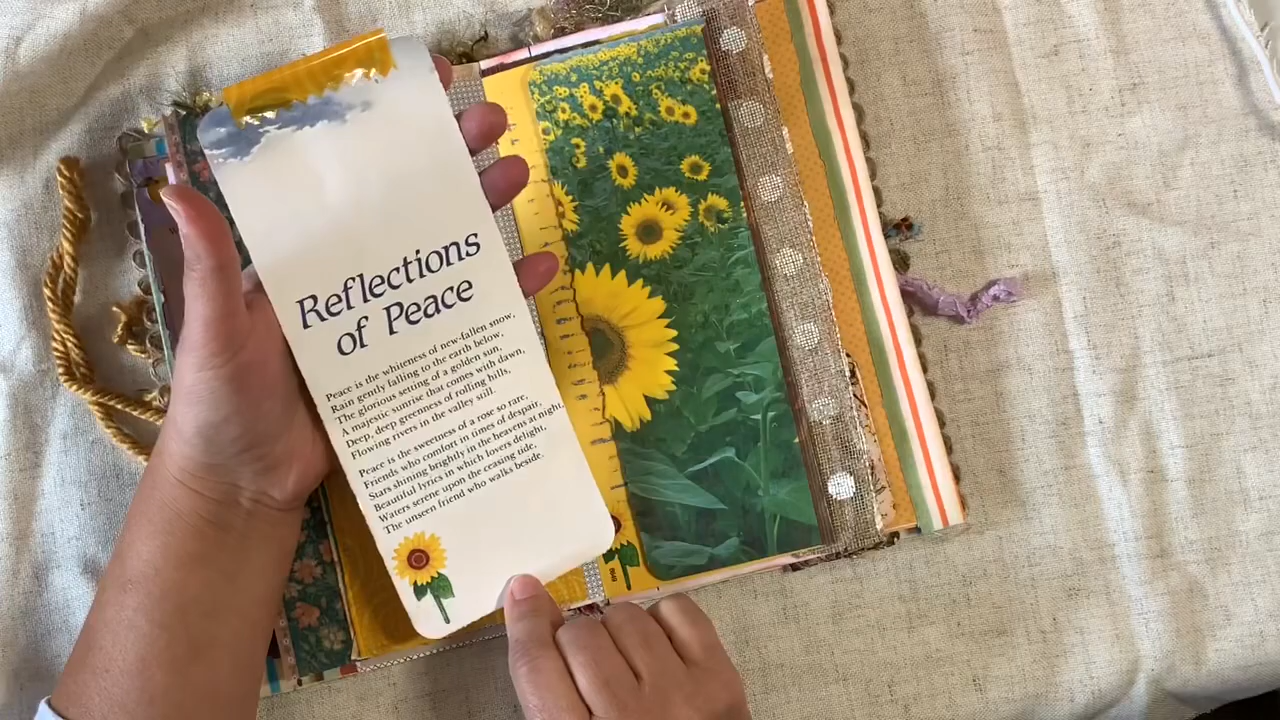 Reflections
of Peace
Peace is the whiteness of new-fallen snow,
Rain gently falling to the earth below,
The glorious setting of a golden sun,
A majestic sunrise that comes with dawn,
Deep, deep greenness of rolling hills,
Flowing rivers in the valley still.
Peace is the sweetness of a rose so rare,
Friends who comfort in times of despair,
Stars shining brightly in the heavens at night,
Beautiful lyrics in which lovers delight,
Waters serene upon the teasing tide,
The unseen friend who walks beside.